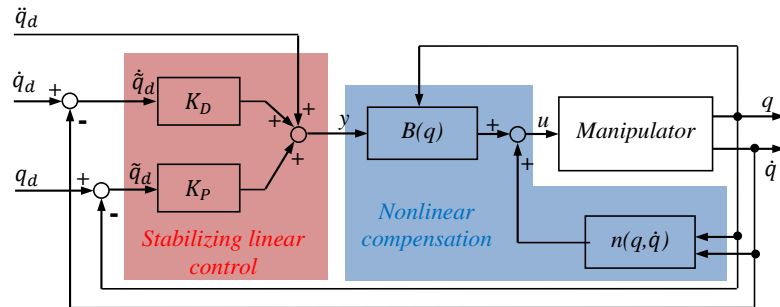 q̈_d
q̇_d + - q̃̇_d K_D + + + y B(q) + + u Manipulator q q̇
q_d + - q̃_d K_P
Stabilizing linear
control
Nonlinear
compensation
n(q,q̇)